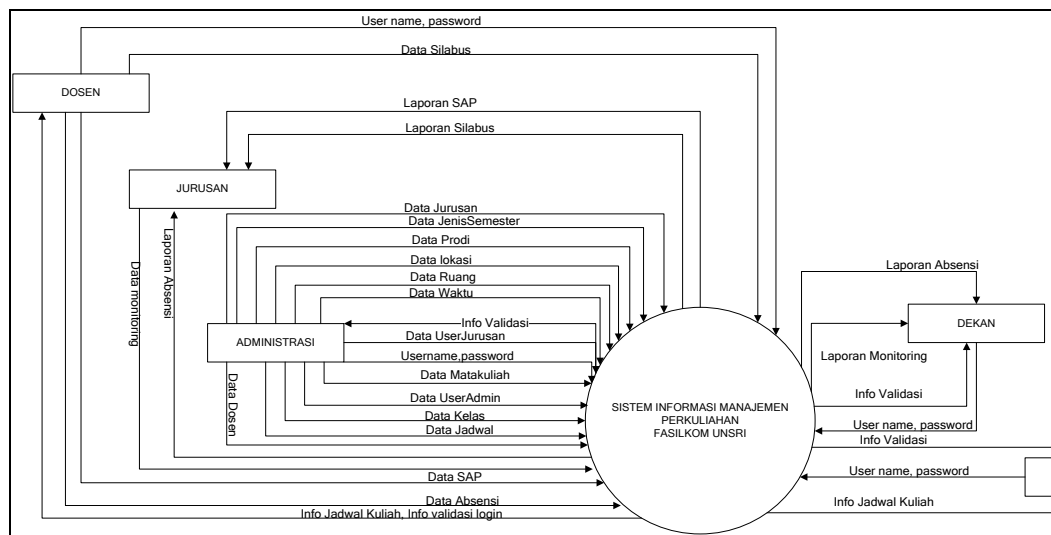 User name, password
Data Silabus
DOSEN
Laporan SAP
Laporan Silabus
JURUSAN
Data Jurusan
Data JenisSemester
Data Prodi
Data lokasi
Data Ruang
Data Waktu
Data monitoring
Laporan Absensi
Info Validasi
ADMINISTRASI
Data UserJurusan
Username,password
Data Matakuliah
Data UserAdmin
Data Kelas
Data Jadwal
Data Dosen
Laporan Absensi
DEKAN
Laporan Monitoring
Info Validasi
SISTEM INFORMASI MANAJEMEN
PERKULIAHAN
FASILKOM UNSRI
User name, password
Info Validasi
User name, password
Info Jadwal Kuliah
Data SAP
Data Absensi
Info Jadwal Kuliah, Info validasi login